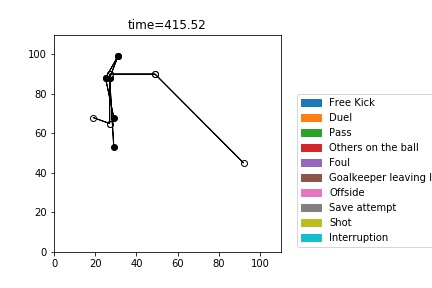 time=415.52
100
80
60
40
20
0
0 20 40 60 80 100
Free Kick
Duel
Pass
Others on the ball
Foul
Goalkeeper leaving l
Offside
Save attempt
Shot
Interruption